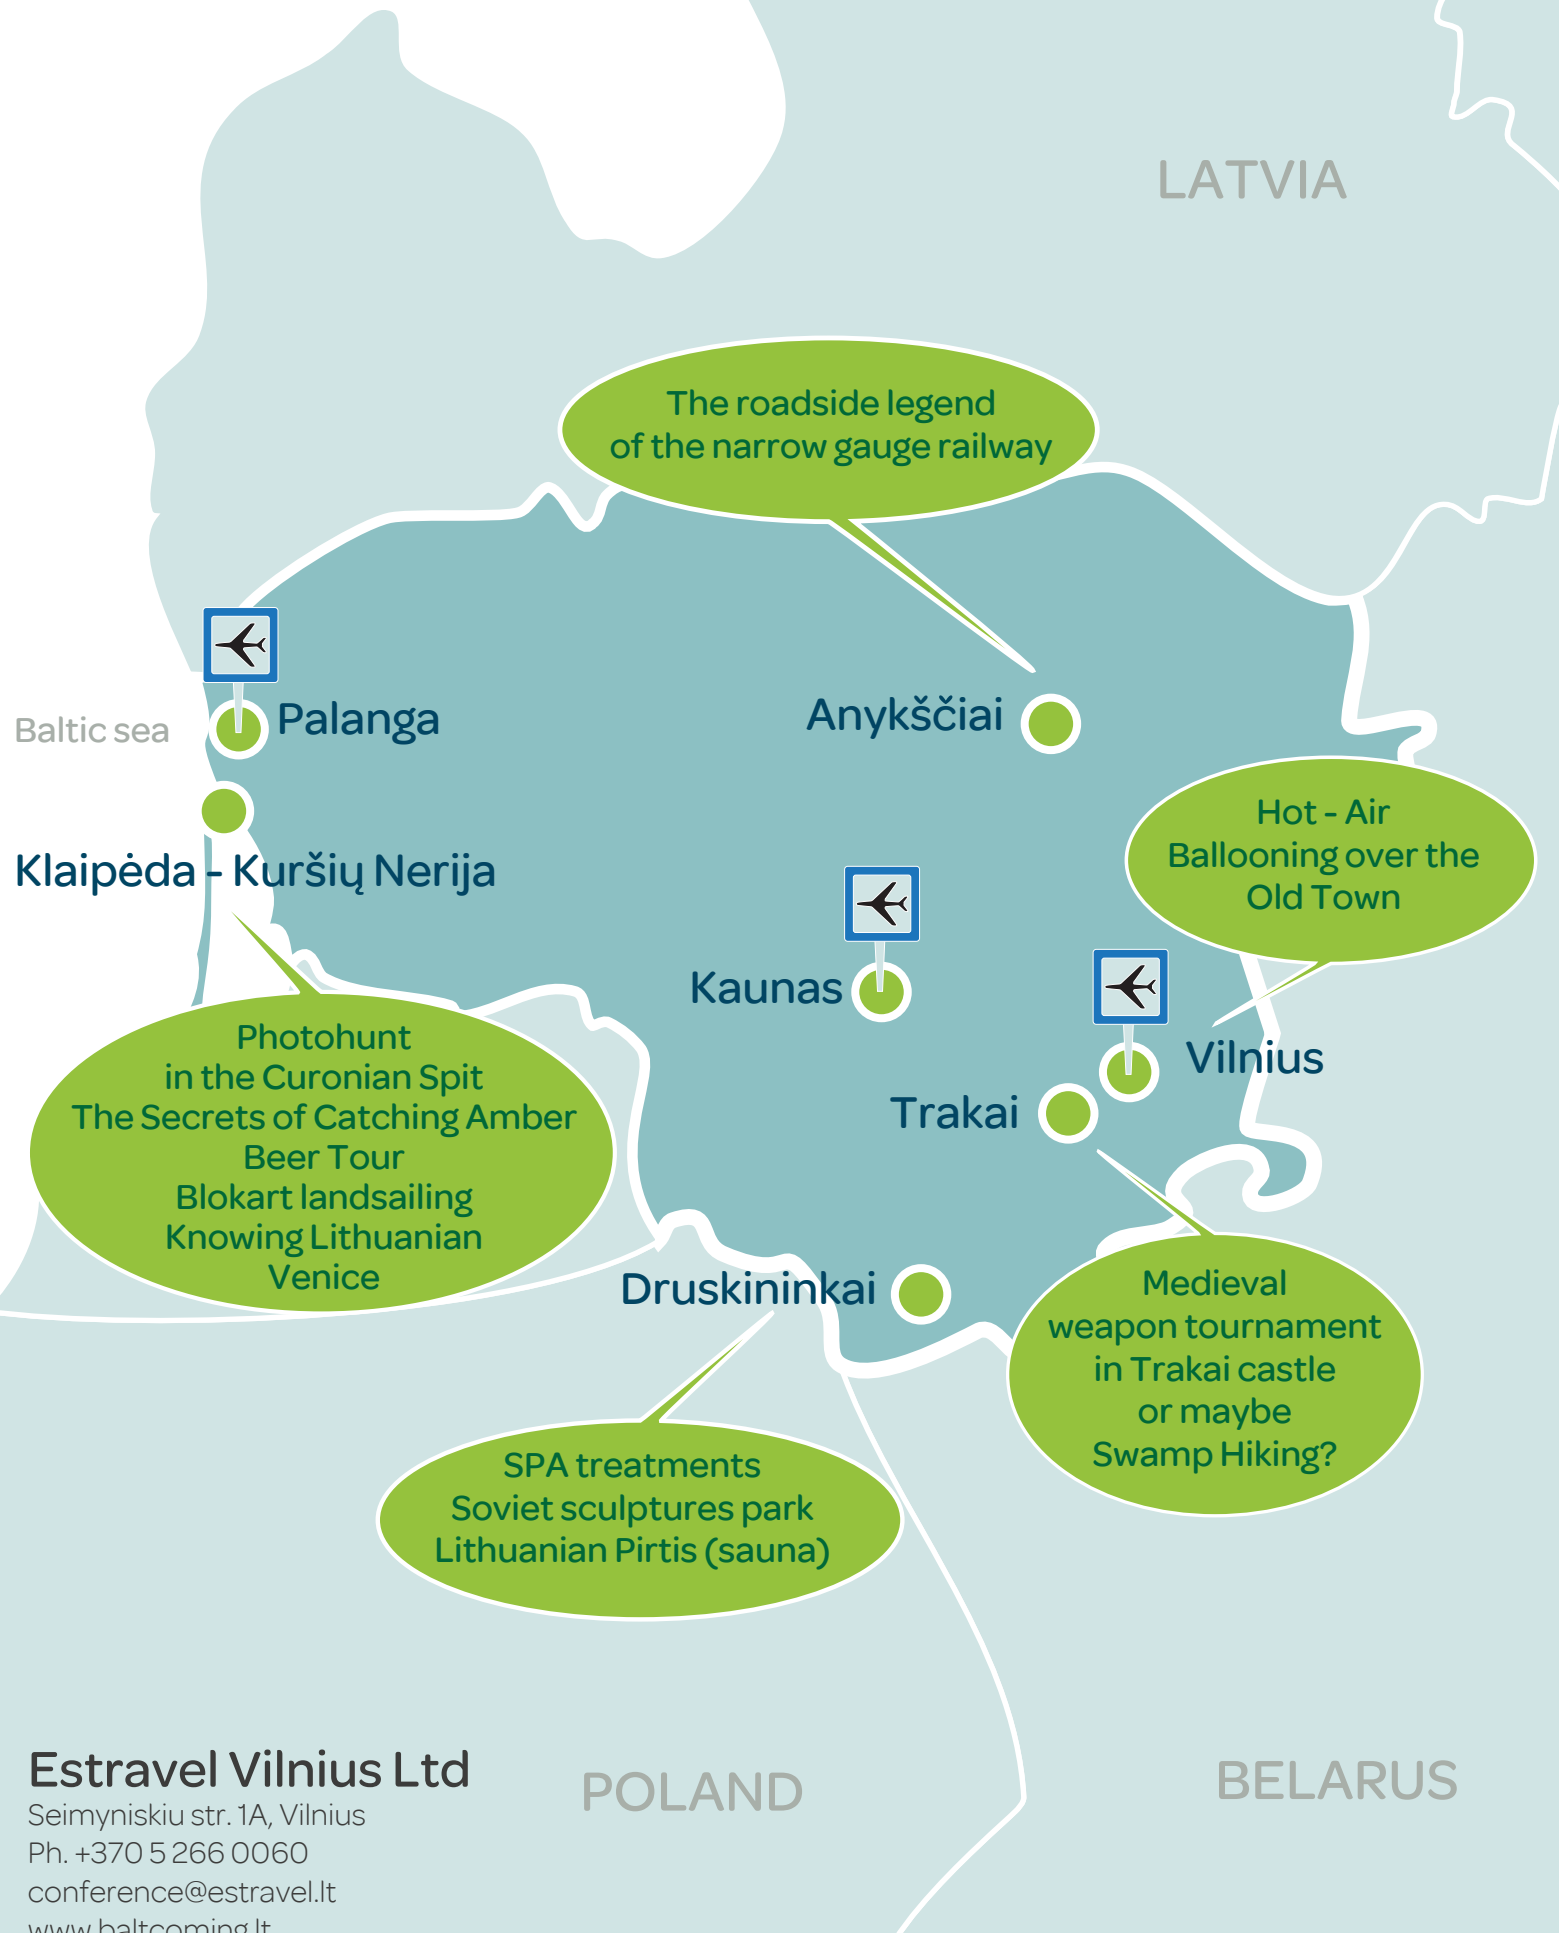 LATVIA
The roadside legend
of the narrow gauge railway
Palanga
Anykščiai
Baltic sea
Hot - Air
Ballooning over the
Old Town
Klaipėda - Kuršių Nerija
Kaunas
Vilnius
Photohunt
in the Curonian Spit
The Secrets of Catching Amber
Beer Tour
Blokart landsailing
Knowing Lithuanian
Venice
Trakai
Druskininkai
Medieval
weapon tournament
in Trakai castle
or maybe
Swamp Hiking?
SPA treatments
Soviet sculptures park
Lithuanian Pirtis (sauna)
Estravel Vilnius Ltd
Seimyniskiu str. 1A, Vilnius
Ph. +370 5 266 0060
conference@estravel.lt
www.baltcoming.lt
POLAND
BELARUS